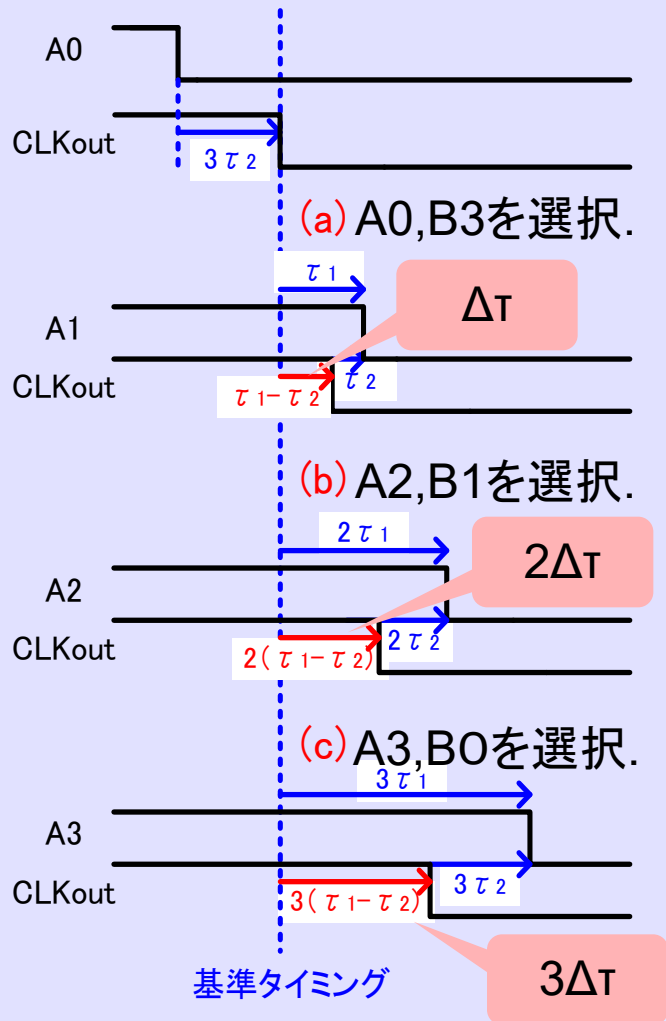 A0
CLKout
3τ2
(a) A0,B3を選択.
τ1
Δτ
A1
CLKout
τ2
τ1−τ2
(b) A2,B1を選択.
2τ1
2Δτ
A2
CLKout
2τ2
2(τ1−τ2)
(c) A3,B0を選択.
3τ1
A3
CLKout
3τ2
3(τ1−τ2)
基準タイミング
3Δτ